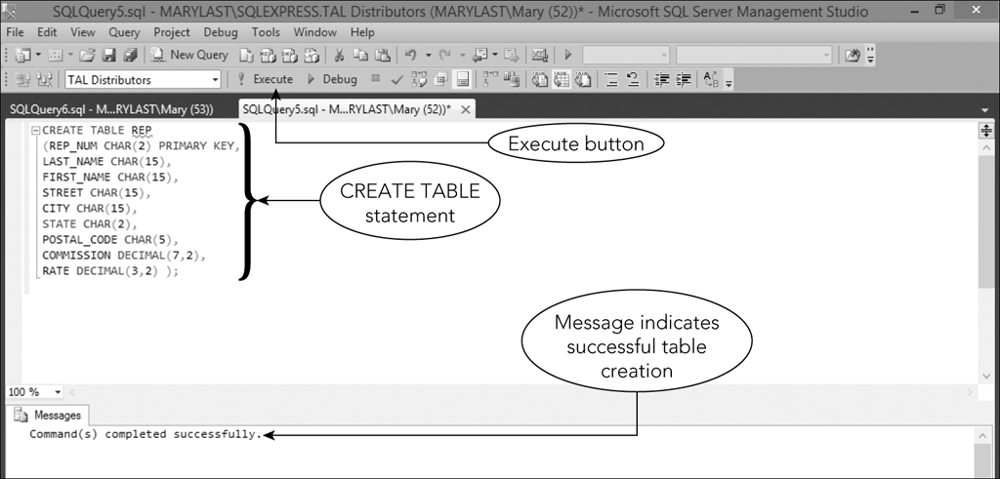 SQLQuery5.sql - MARYLAST\SQLEXPRESS.TAL Distributors (MARYLAST\Mary (52))* - Microsoft SQL Server Management Studio
File Edit View Query Project Debug Tools Window Help
New Query
TAL Distributors
Execute Debug
SQLQuery6.sql - M...RYLAST\Mary (53))
SQLQuery5.sql - M...RYLAST\Mary (52))*
CREATE TABLE REP
(REP_NUM CHAR(2) PRIMARY KEY,
LAST_NAME CHAR(15),
FIRST_NAME CHAR(15),
STREET CHAR(15),
CITY CHAR(15),
STATE CHAR(2),
POSTAL_CODE CHAR(5),
COMMISSION DECIMAL(7,2),
RATE DECIMAL(3,2) );
Execute button
CREATE TABLE
statement
Message indicates
successful table
creation
100 %
Messages
Command(s) completed successfully.